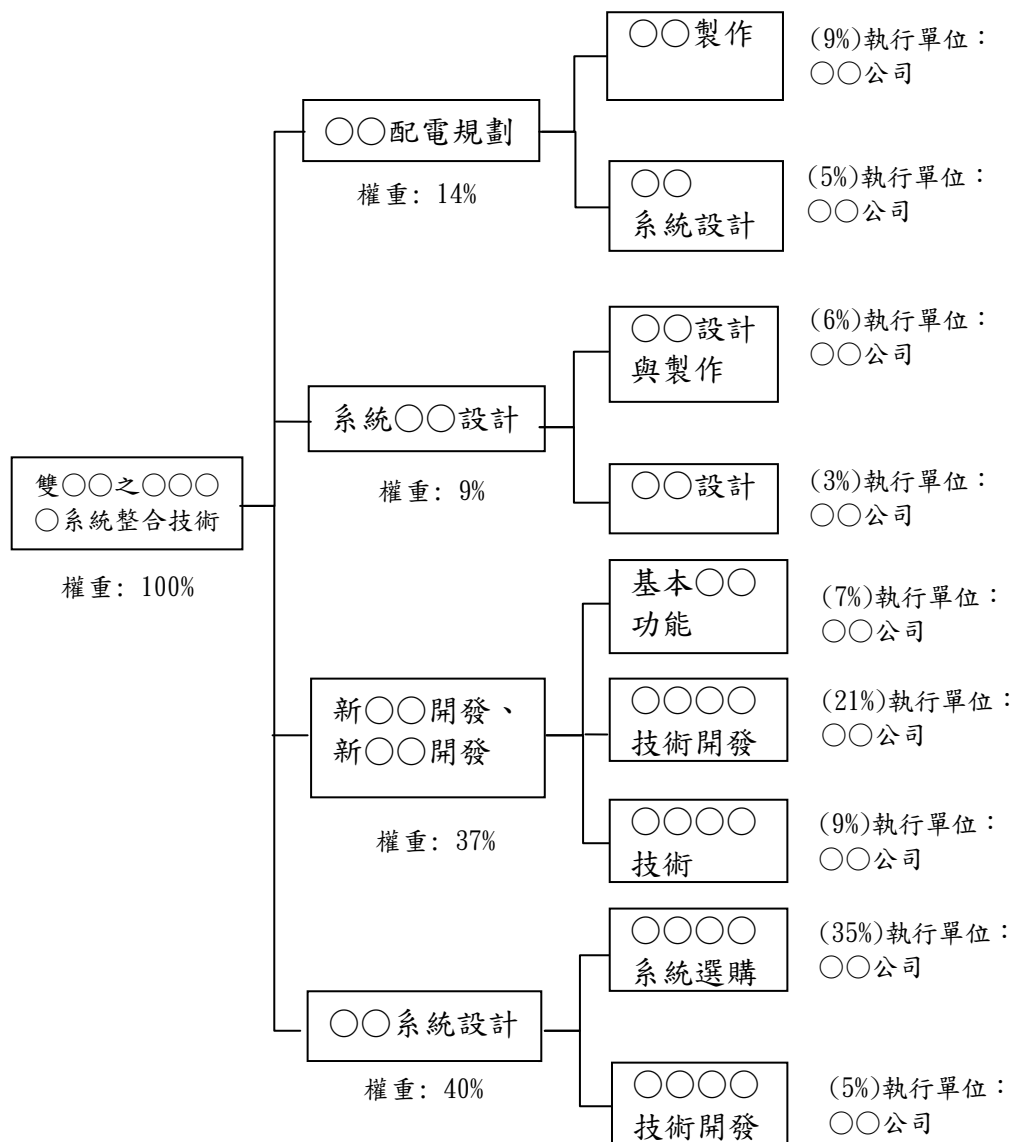 雙○○之○○○
○系統整合技術
權重: 100%
○○配電規劃
權重: 14%
○○製作
(9%)執行單位：
○○公司
○○
系統設計
(5%)執行單位：
○○公司
系統○○設計
權重: 9%
○○設計
與製作
(6%)執行單位：
○○公司
○○設計
(3%)執行單位：
○○公司
新○○開發、
新○○開發
權重: 37%
基本○○
功能
(7%)執行單位：
○○公司
○○○○
技術開發
(21%)執行單位：
○○公司
○○○○
技術
(9%)執行單位：
○○公司
○○系統設計
權重: 40%
○○○○
系統選購
(35%)執行單位：
○○公司
○○○○
技術開發
(5%)執行單位：
○○公司